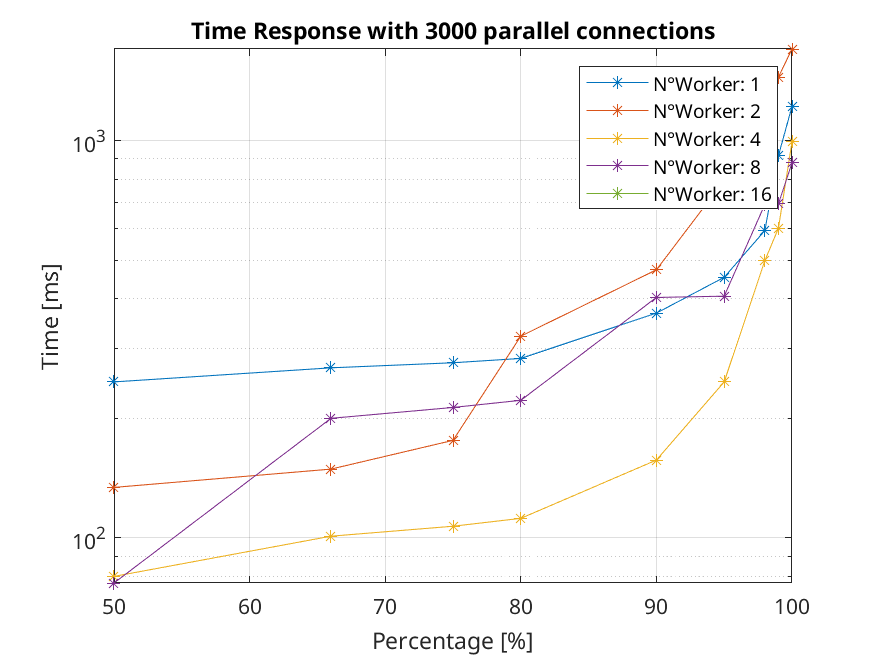 Time Response with 3000 parallel connections
N°Worker: 1
N°Worker: 2
N°Worker: 4
N°Worker: 8
N°Worker: 16
Time [ms]
10³
10²
50 60 70 80 90 100
Percentage [%]